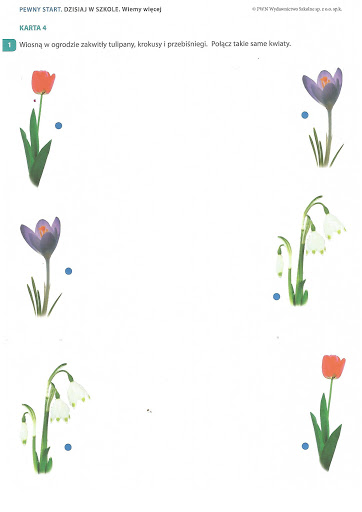 PEWNY START. DZISIAJ W SZKOLE. Wiemy więcej
© PWN Wydawnictwo Szkolne sp. z o.o. sp.k.
KARTA 4
1 Wiosną w ogrodzie zakwitły tulipany, krokusy i przebiśniegi. Połącz takie same kwiaty.